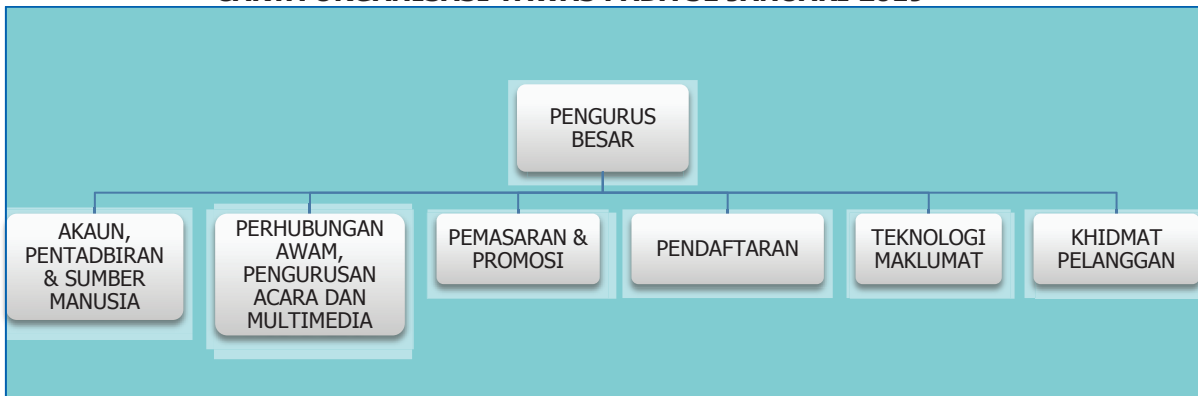 PENGURUS
BESAR
AKAUN,
PENTADBIRAN
& SUMBER
MANUSIA
PERHUBUNGAN
AWAM,
PENGURUSAN
ACARA DAN
MULTIMEDIA
PEMASARAN &
PROMOSI
PENDAFTARAN
TEKNOLOGI
MAKLUMAT
KHIDMAT
PELANGGAN